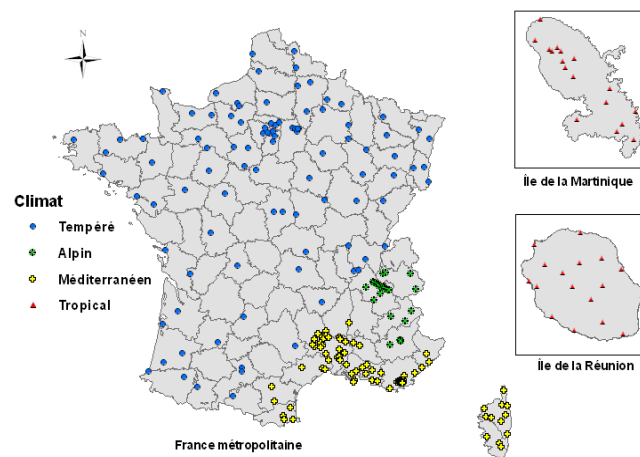 N
Climat
Tempéré
Alpin
Méditerranéen
Tropical
France métropolitaine
Île de la Martinique
Île de la Réunion